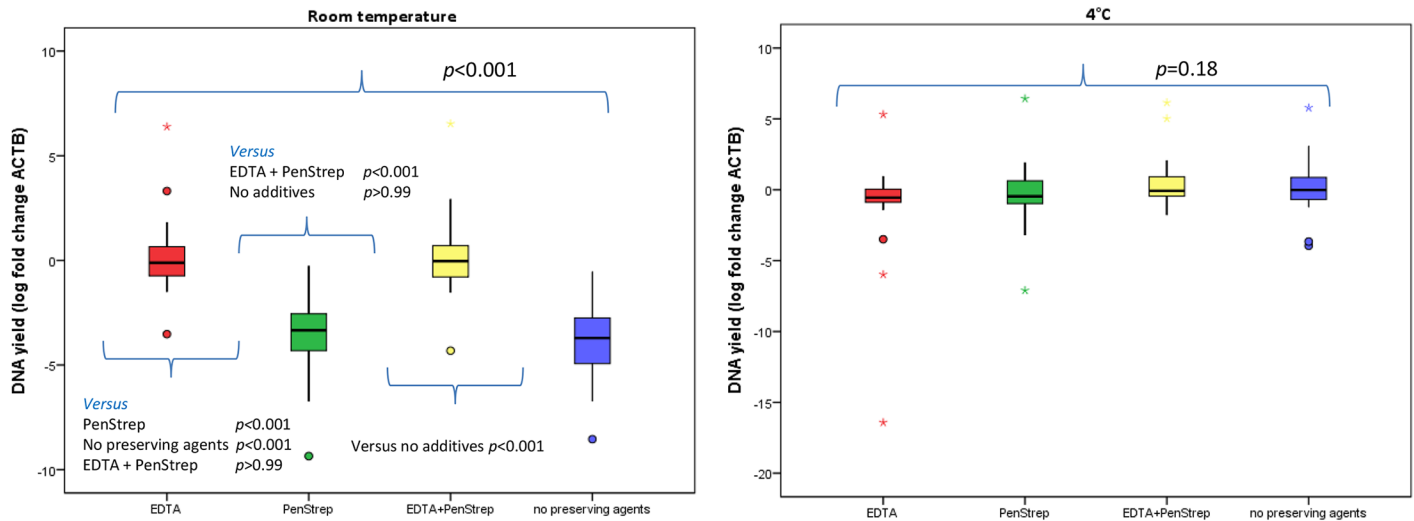 Room temperature
DNA yield (log fold change ACTB)
10
5
0
-5
-10
p<0.001
Versus
EDTA + PenStrep p<0.001
No additives p>0.99
Versus
PenStrep p<0.001
No preserving agents p<0.001
EDTA + PenStrep p>0.99
Versus no additives p<0.001
EDTA PenStrep EDTA+PenStrep no preserving agents
4°C
DNA yield (log fold change ACTB)
10
5
0
-5
-10
-15
-20
p=0.18
EDTA PenStrep EDTA+PenStrep no preserving agents